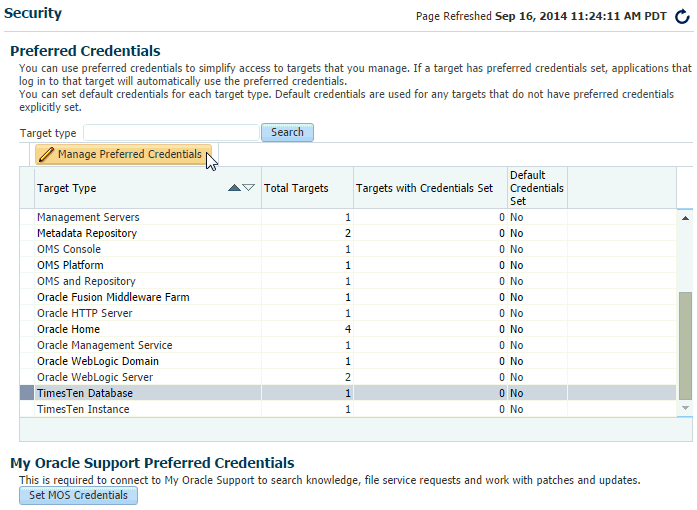 Security
Page Refreshed Sep 16, 2014 11:24:11 AM PDT
Preferred Credentials
You can use preferred credentials to simplify access to targets that you manage. If a target has preferred credentials set, applications that
log in to that target will automatically use the preferred credentials.
You can set default credentials for each target type. Default credentials are used for any targets that do not have preferred credentials
explicitly set.
Target type Search
Manage Preferred Credentials
Target Type Total Targets Targets with Credentials Set Default Credentials Set
Management Servers 1 0 No
Metadata Repository 2 0 No
OMS Console 1 0 No
OMS Platform 1 0 No
OMS and Repository 1 0 No
Oracle Fusion Middleware Farm 1 0 No
Oracle HTTP Server 1 0 No
Oracle Home 4 0 No
Oracle Management Service 1 0 No
Oracle WebLogic Domain 1 0 No
Oracle WebLogic Server 2 0 No
TimesTen Database 1 0 No
TimesTen Instance 1 0 No
My Oracle Support Preferred Credentials
This is required to connect to My Oracle Support to search knowledge, file service requests and work with patches and updates.
Set MOS Credentials